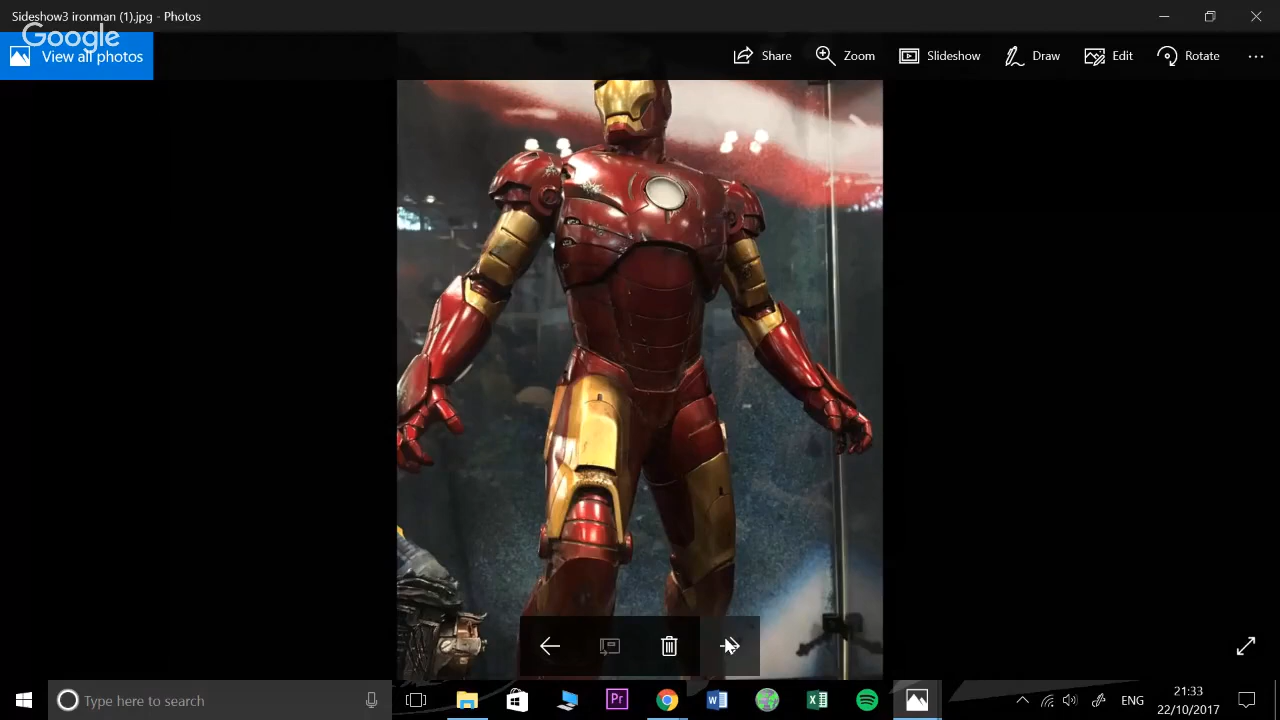 Sideshow3 ironman (1).jpg - Photos
Google
View all photos
Share
Zoom
Slideshow
Draw
Edit
Rotate
Type here to search
Pr
ENG
21:33
22/10/2017